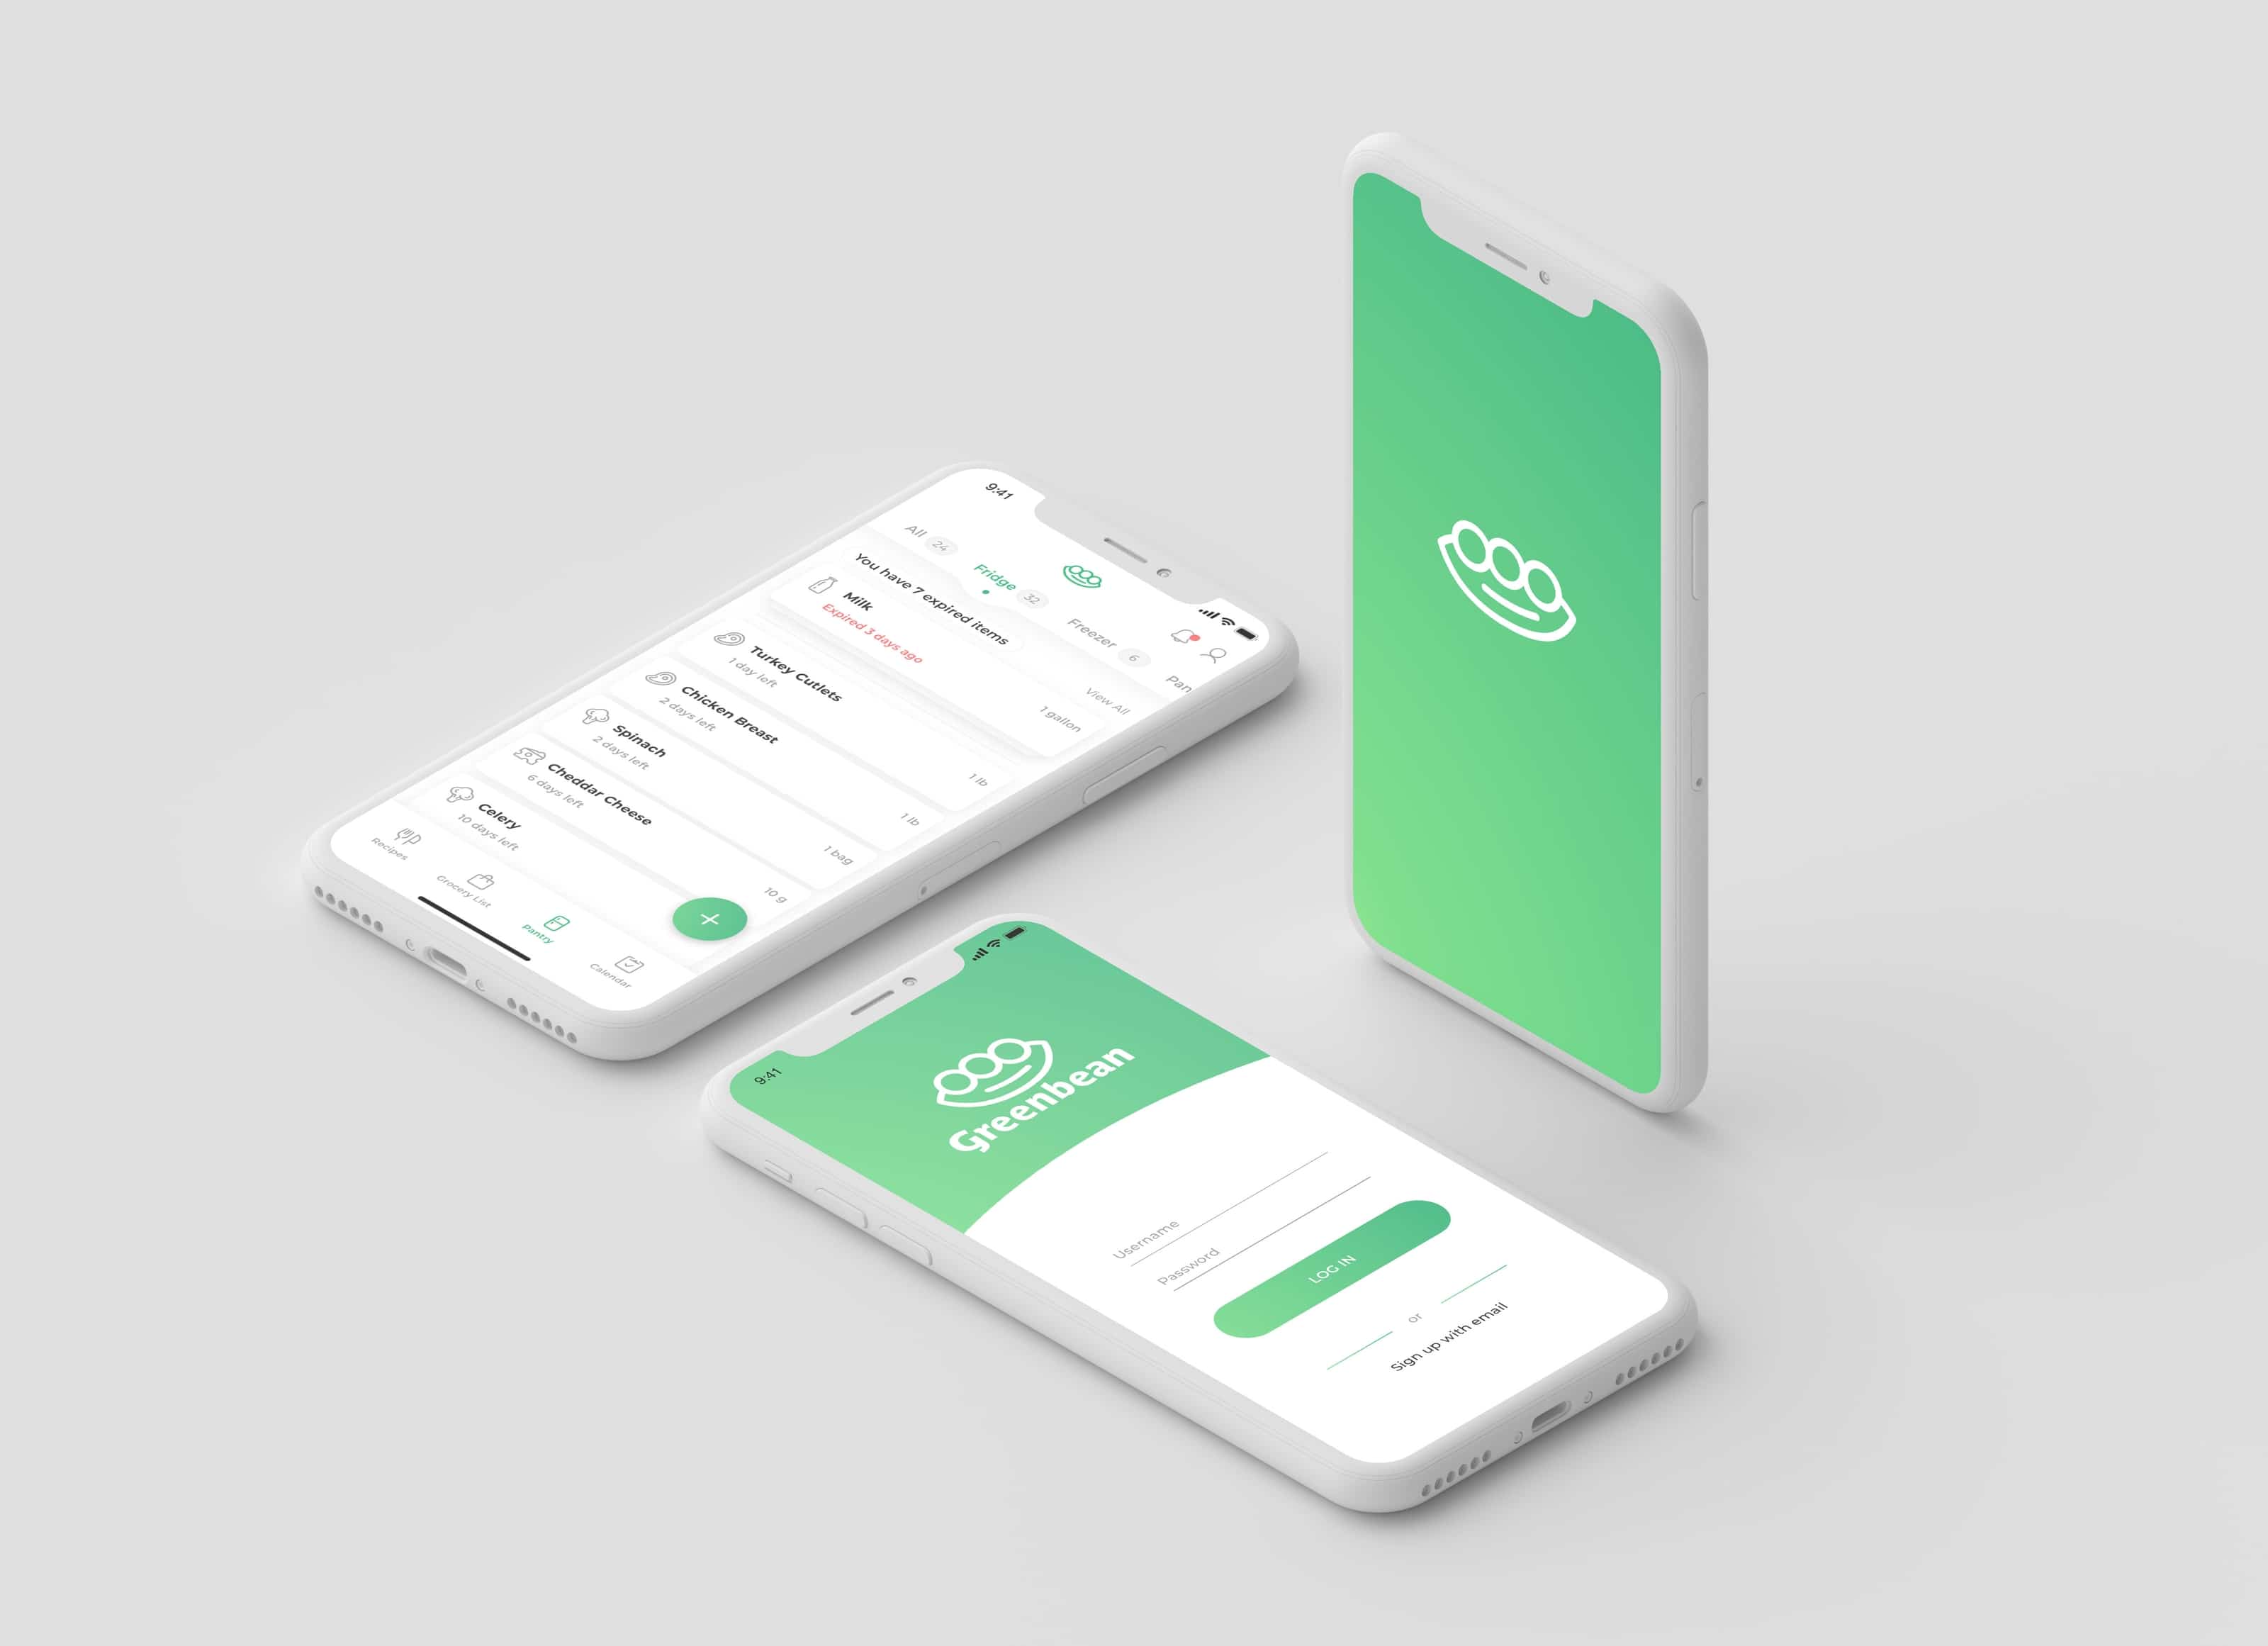 9:41
All 24
Fridge 32
Freezer 6
Pan
You have 7 expired items
View All
Milk
Expired 3 days ago
1 gallon
Turkey Cutlets
1 day left
1 lb
Chicken Breast
2 days left
1 lb
Spinach
2 days left
1 bag
Cheddar Cheese
6 days left
10 g
Celery
10 days left
Recipes
Grocery List
Pantry
Calendar
9:41
Greenbean
Username
Password
LOG IN
or
Sign up with email